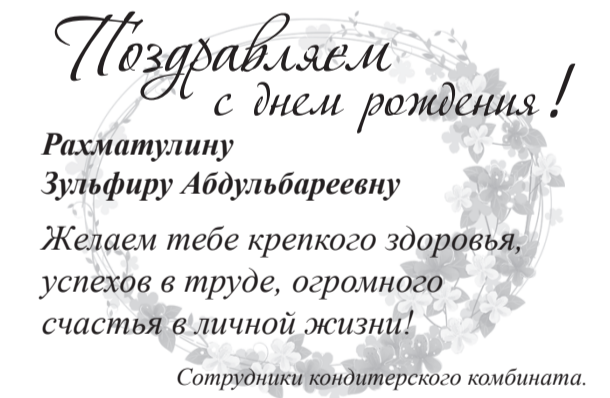 Поздравляем
с днем рождения!
Рахматулину
Зульфиру Абдульбареевну
Желаем тебе крепкого здоровья,
успехов в труде, огромного
счастья в личной жизни!
Сотрудники кондитерского комбината.